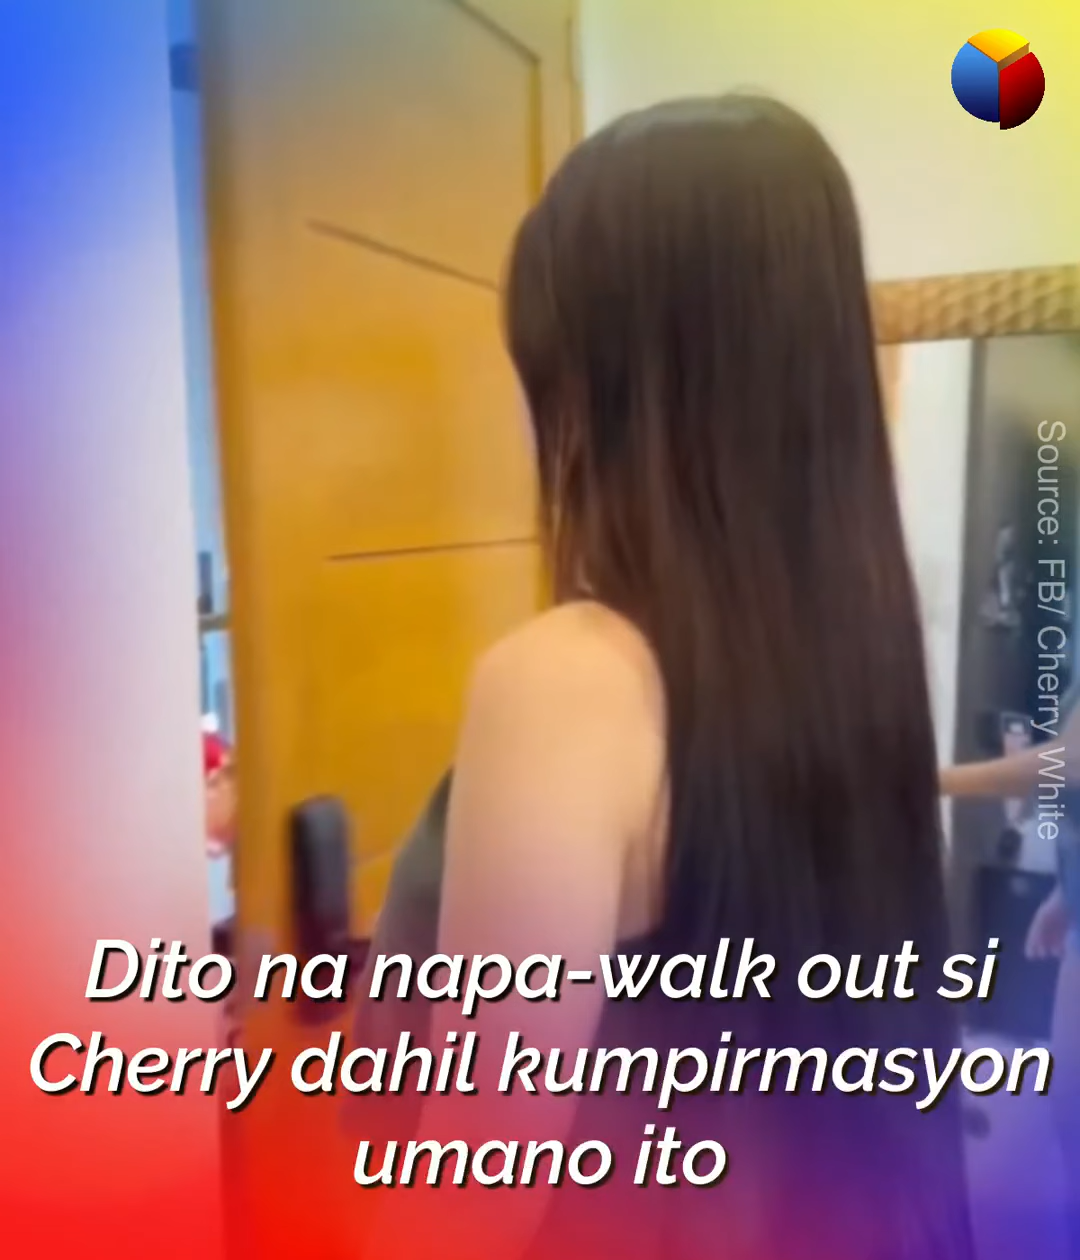 Source: FB/ Cherry White
Dito na napa-walk out si
Cherry dahil kumpirmasyon
umano ito